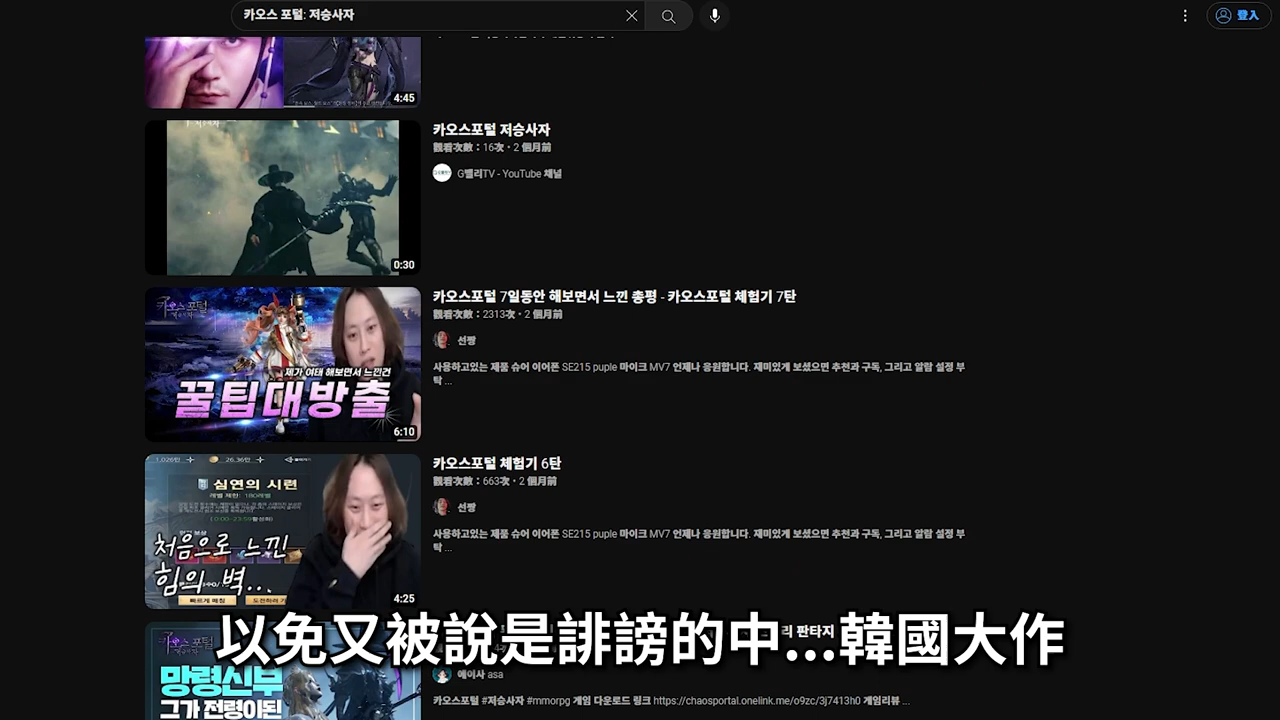 카오스 포털: 저승사자
登入
4:45
카오스포털 저승사자
觀看次數：16次・2 個月前
G밸리TV - YouTube 채널
0:30
카오스포털 7일동안 해보면서 느낀 총평 - 카오스포털 체험기 7탄
觀看次數：2313次・2 個月前
선짱
사용하고있는 제품 슈어 이어폰 SE215 puple 마이크 MV7 언제나 응원합니다. 재미있게 보셨으면 추천과 구독, 그리고 알람 설정 부
탁 ...
카오스포털
제가 여태 해보면서 느낀건
꿀팁대방출
6:10
카오스포털 체험기 6탄
觀看次數：663次・2 個月前
선짱
사용하고있는 제품 슈어 이어폰 SE215 puple 마이크 MV7 언제나 응원합니다. 재미있게 보셨으면 추천과 구독, 그리고 알람 설정 부
탁 ...
심연의 시련
처음으로 느낀
힘의 벽...
4:25
리 판타지
以免又被說是誹謗的中...韓國大作
에이사 asa
카오스포털 #저승사자 #mmorpg 게임 다운로드 링크 https://chaosportal.onelink.me/o9zc/3j7413h0 게임리뷰 ...
망령신부
그가 전령이된